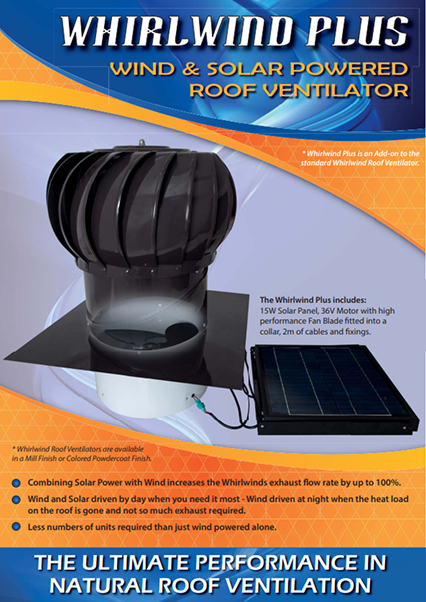 WHIRLWIND PLUS
WIND & SOLAR POWERED
ROOF VENTILATOR
* Whirlwind Plus is an Add-on to the
standard Whirlwind Roof Ventilator.
The Whirlwind Plus includes:
15W Solar Panel, 36V Motor with high
performance Fan Blade fitted into a
collar, 2m of cables and fixings.
* Whirlwind Roof Ventilators are available
in a Mill Finish or Colored Powdercoat Finish.
Combining Solar Power with Wind increases the Whirlwinds exhaust flow rate by up to 100%.
Wind and Solar driven by day when you need it most - Wind driven at night when the heat load
on the roof is gone and not so much exhaust required.
Less numbers of units required than just wind powered alone.
THE ULTIMATE PERFORMANCE IN
NATURAL ROOF VENTILATION